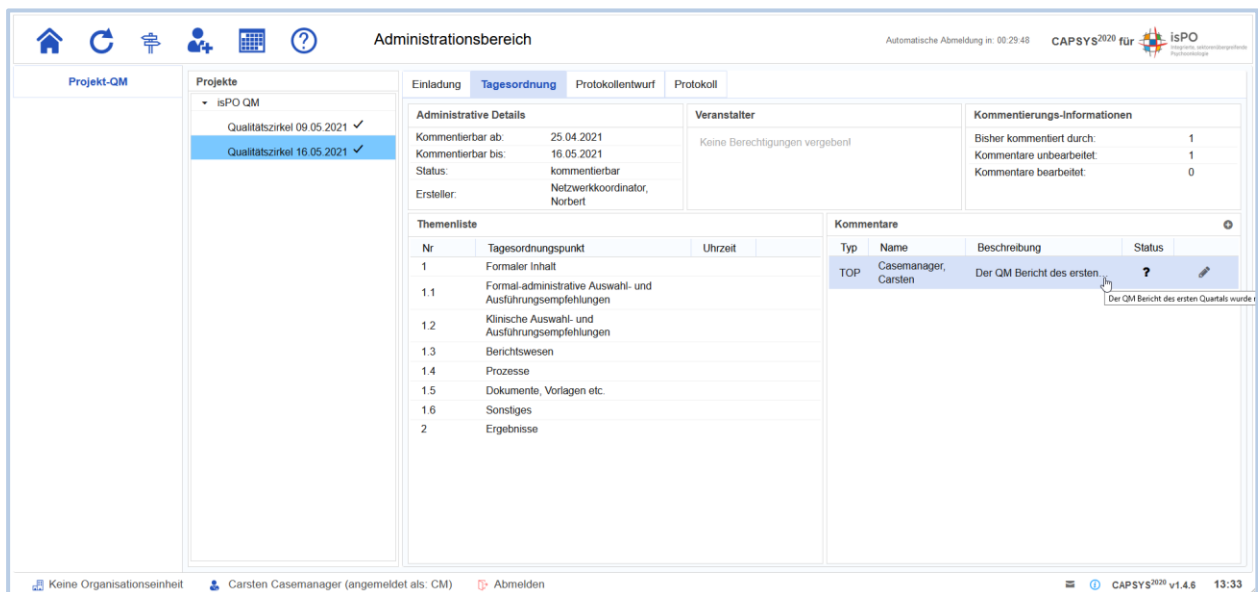 Administrationsbereich
Automatische Abmeldung in: 00:29:48
CAPSYS2020 für
isPO
Integrierte, sektorenübergreifende
Psychoonkologie
Projekt-QM
Projekte
isPO QM
Qualitätszirkel 09.05.2021
Qualitätszirkel 16.05.2021
Einladung Tagesordnung Protokollentwurf Protokoll
Administrative Details
Kommentierbar ab: 25.04.2021
Kommentierbar bis: 16.05.2021
Status: kommentierbar
Ersteller: Netzwerkkoordinator,
Norbert
Veranstalter
Keine Berechtigungen vergeben!
Kommentierungs-Informationen
Bisher kommentiert durch: 1
Kommentare unbearbeitet: 1
Kommentare bearbeitet: 0
Themenliste
Nr Tagesordnungspunkt Uhrzeit
1 Formaler Inhalt
1.1 Formal-administrative Auswahl- und
Ausführungsempfehlungen
1.2 Klinische Auswahl- und
Ausführungsempfehlungen
1.3 Berichtswesen
1.4 Prozesse
1.5 Dokumente, Vorlagen etc.
1.6 Sonstiges
2 Ergebnisse
Kommentare
Typ Name Beschreibung Status
TOP Casemanager,
Carsten Der QM Bericht des ersten... ?
Der QM Bericht des ersten Quartals wurde
Keine Organisationseinheit Carsten Casemanager (angemeldet als: CM) Abmelden
CAPSYS2020 v1.4.6 13:33